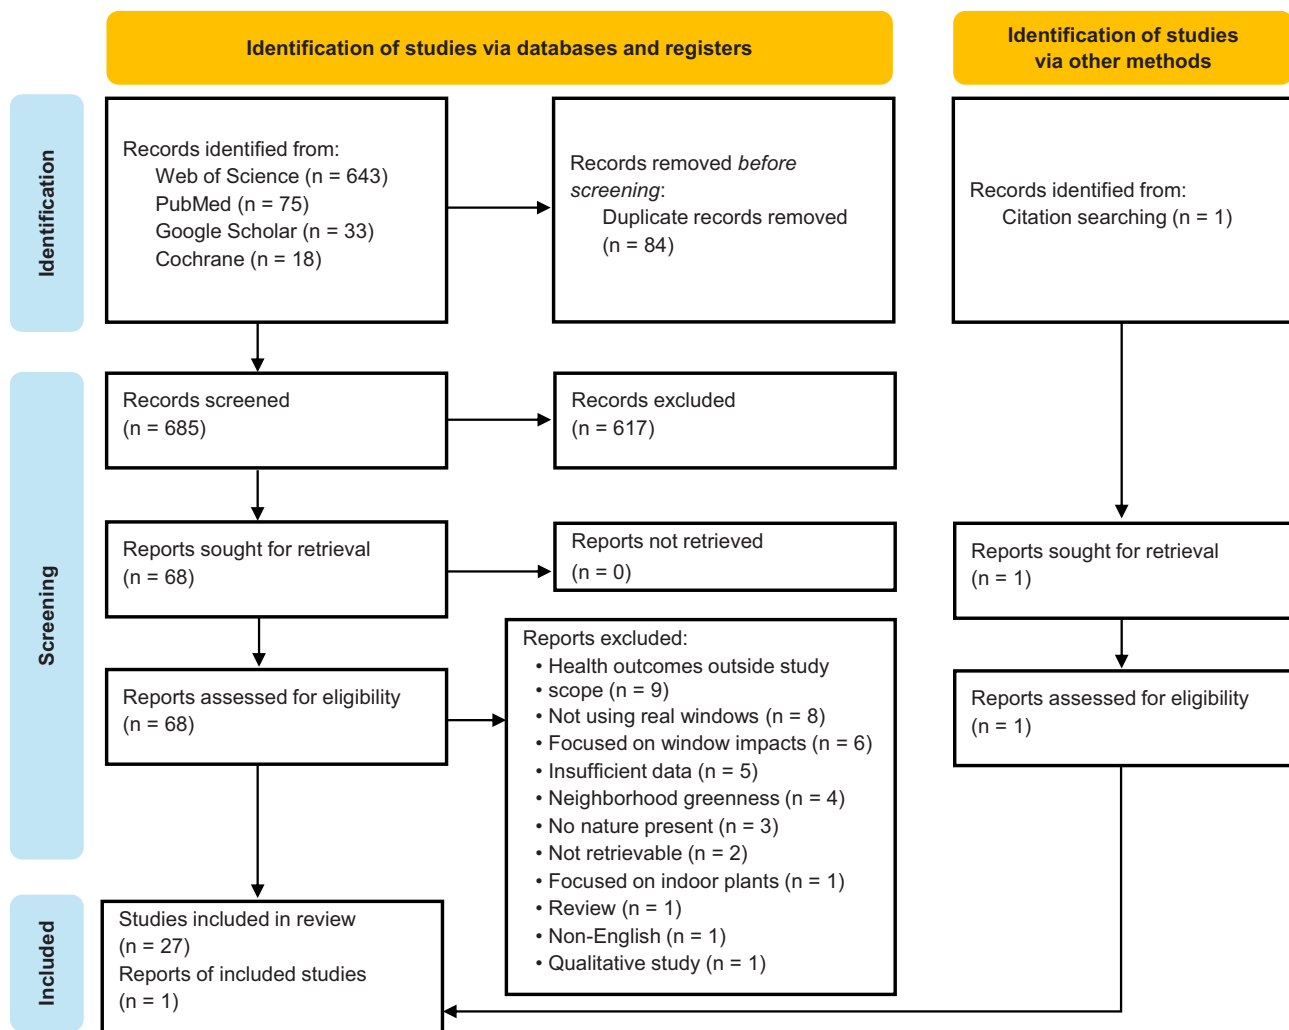 Identification of studies via databases and registers
Identification of studies
via other methods
Identification
Records identified from:
Web of Science (n = 643)
PubMed (n = 75)
Google Scholar (n = 33)
Cochrane (n = 18)
Records removed before
screening:
Duplicate records removed
(n = 84)
Records identified from:
Citation searching (n = 1)
Screening
Records screened
(n = 685)
Records excluded
(n = 617)
Reports sought for retrieval
(n = 68)
Reports not retrieved
(n = 0)
Reports sought for retrieval
(n = 1)
Reports assessed for eligibility
(n = 68)
Reports excluded:
• Health outcomes outside study
• scope (n = 9)
• Not using real windows (n = 8)
• Focused on window impacts (n = 6)
• Insufficient data (n = 5)
• Neighborhood greenness (n = 4)
• No nature present (n = 3)
• Not retrievable (n = 2)
• Focused on indoor plants (n = 1)
• Review (n = 1)
• Non-English (n = 1)
• Qualitative study (n = 1)
Reports assessed for eligibility
(n = 1)
Included
Studies included in review
(n = 27)
Reports of included studies
(n = 1)